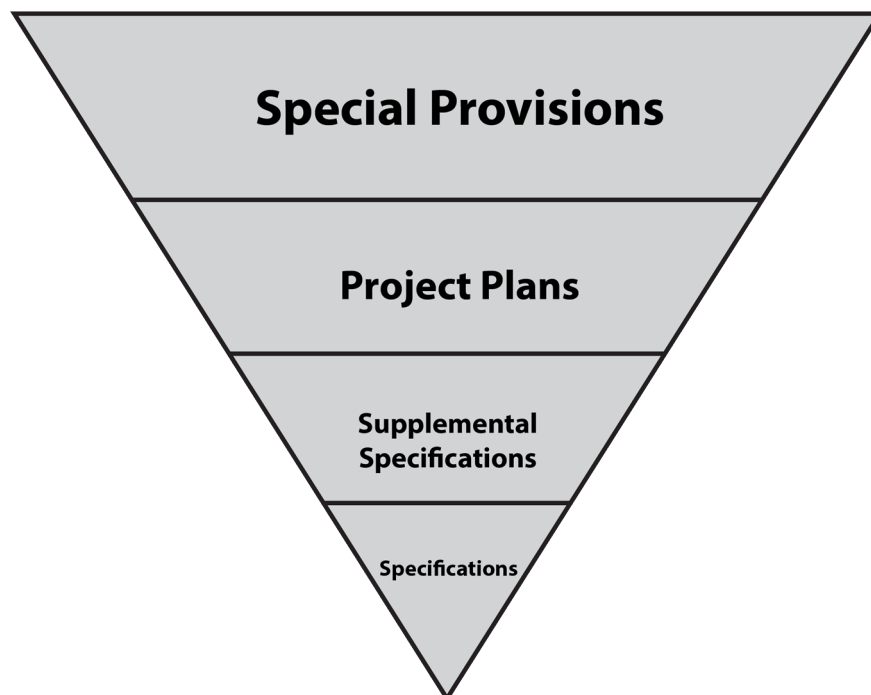 Special Provisions
Project Plans
Supplemental
Specifications
Specifications